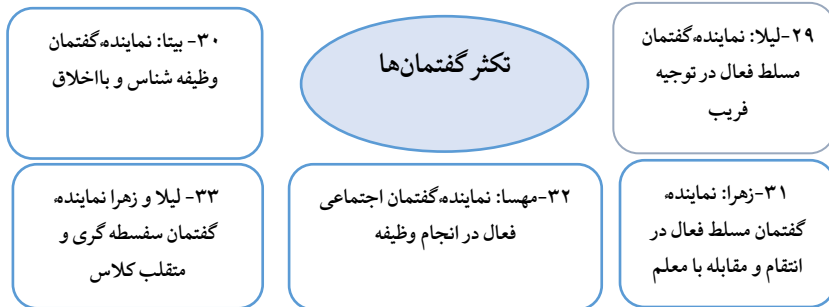 تکثر گفتمان‌ها
۲۹-لیلا: نماینده،گفتمان
مسلط فعال در توجیه
فریب
۳۰- بیتا: نماینده،گفتمان
وظیفه شناس و بااخلاق
۳۱-زهرا: نماینده،
گفتمان مسلط فعال در
انتقام و مقابله با معلم
۳۲-مهسا: نماینده،گفتمان اجتماعی
فعال در انجام وظیفه
۳۳- لیلا و زهرا نماینده،
گفتمان سفسطه گری و
متقلب کلاس